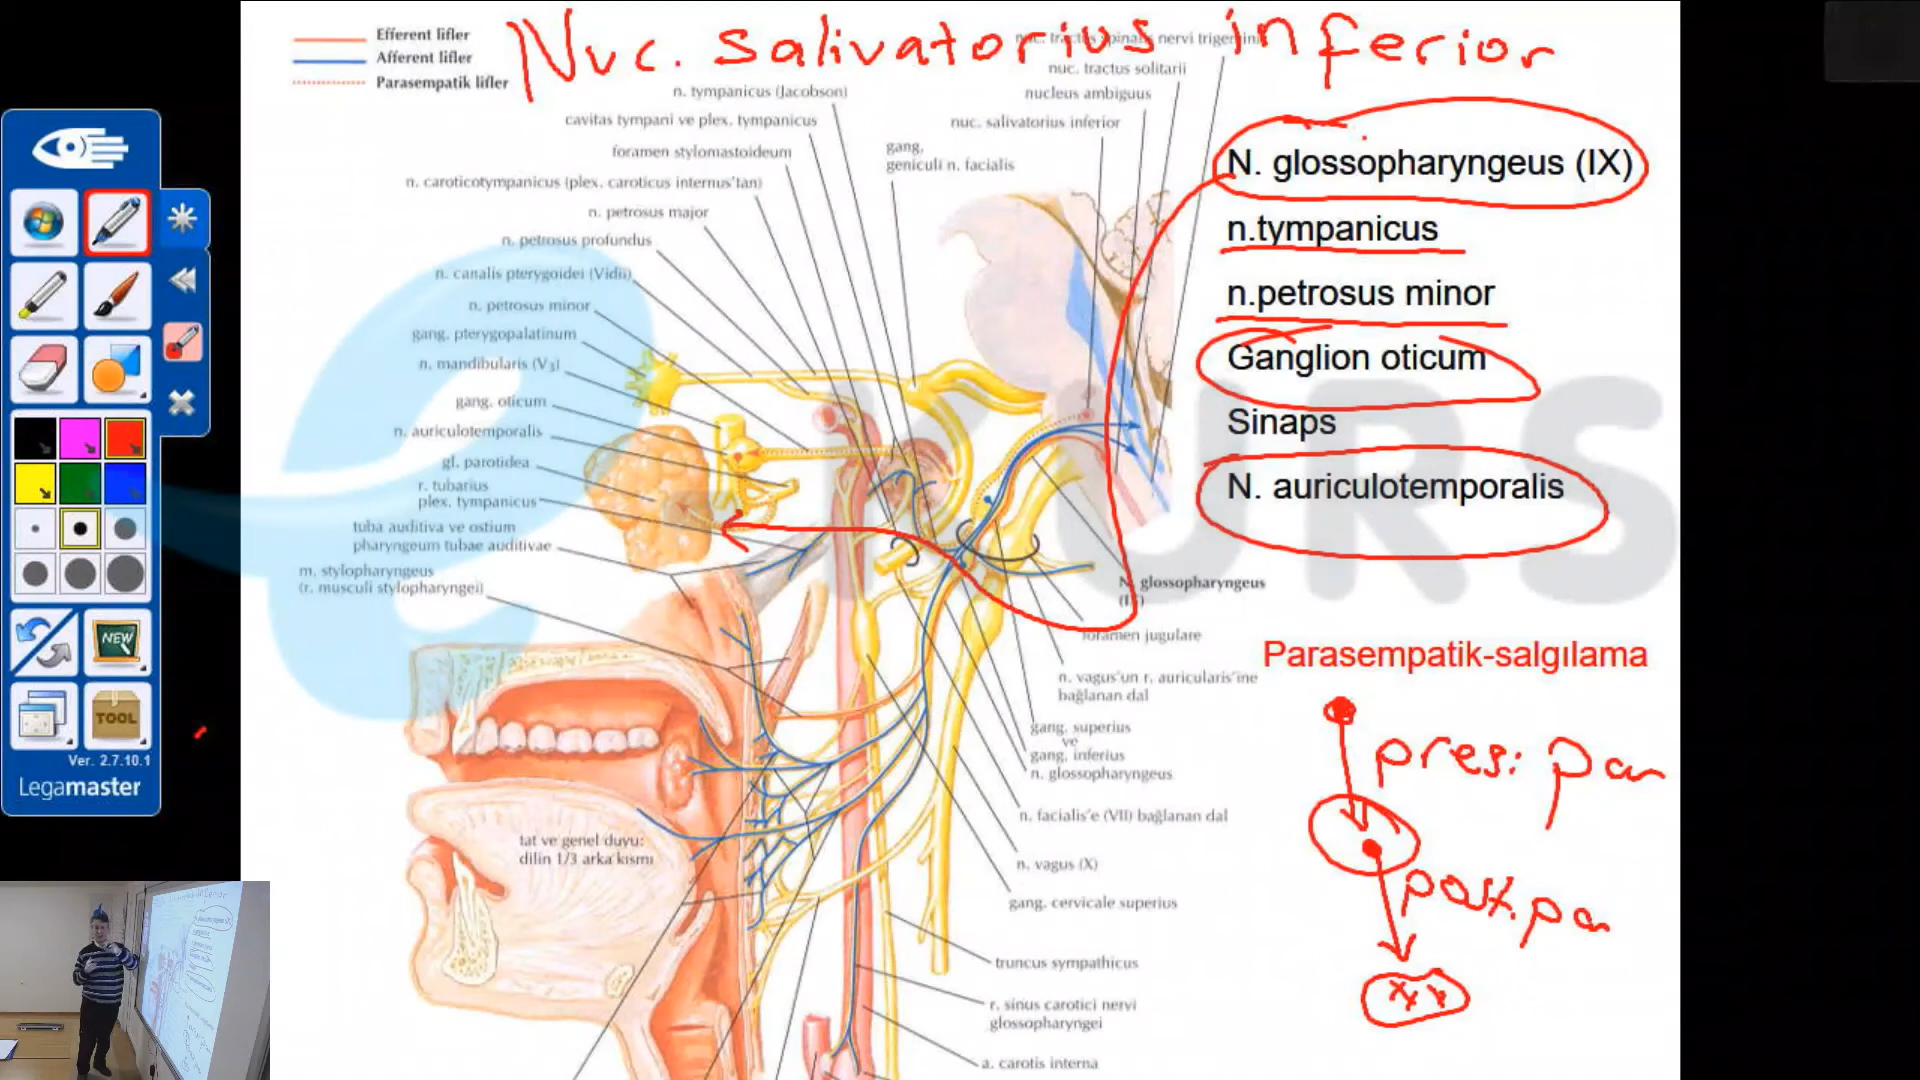 Nuc. salivatorius inferior
Efferent lifler
Afferent lifler
Parasempatik lifler
nuc. tractus spinalis nervi trigemini
nuc. tractus solitarii
nucleus ambiguus
nuc. salivatorius inferior
n. tympanicus (Jacobson)
cavitas tympani ve plex. tympanicus
foramen stylomastoideum
n. caroticotympanicus (plex. caroticus internus'tan)
n. petrosus major
n. petrosus profundus
n. canalis pterygoidei (Vidii)
n. petrosus minor
gang. pterygopalatinum
n. mandibularis (V3)
gang. oticum
n. auriculotemporalis
gl. parotidea
r. tubarius
plex. tympanicus
tuba auditiva ve ostium
pharyngeum tubae auditivae
m. stylopharyngeus
(r. musculi stylopharyngei)
gang.
geniculi n. facialis
tat ve genel duyu:
dilin 1/3 arka kısmı
N. glossopharyngeus
foramen jugulare
n. vagus'un r. auricularis'ine
bağlanan dal
gang. superius
ve
gang. inferius
n. glossopharyngeus
n. facialis'e (VII) bağlanan dal
n. vagus (X)
gang. cervicale superius
truncus sympathicus
r. sinus carotici nervi
glossopharyngei
a. carotis interna
N. glossopharyngeus (IX)
n.tympanicus
n.petrosus minor
Ganglion oticum
Sinaps
N. auriculotemporalis
Parasempatik-salgılama
pres: par
post. par
NEW
TOOL
Ver. 2.7.10.1
Legamaster
e KURS